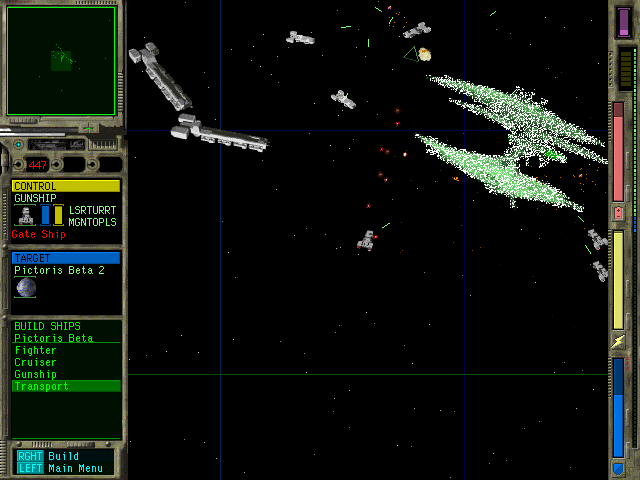 447
CONTROL
GUNSHIP
LSRTURRT
MGNTOPLS
Gata Ship
TARGET
Pictoris Beta 2
BUILD SHIPS
Pictoris Beta
Fighter
Cruiser
Gunship
Transport
RGHT Build
LEFT Main Menu